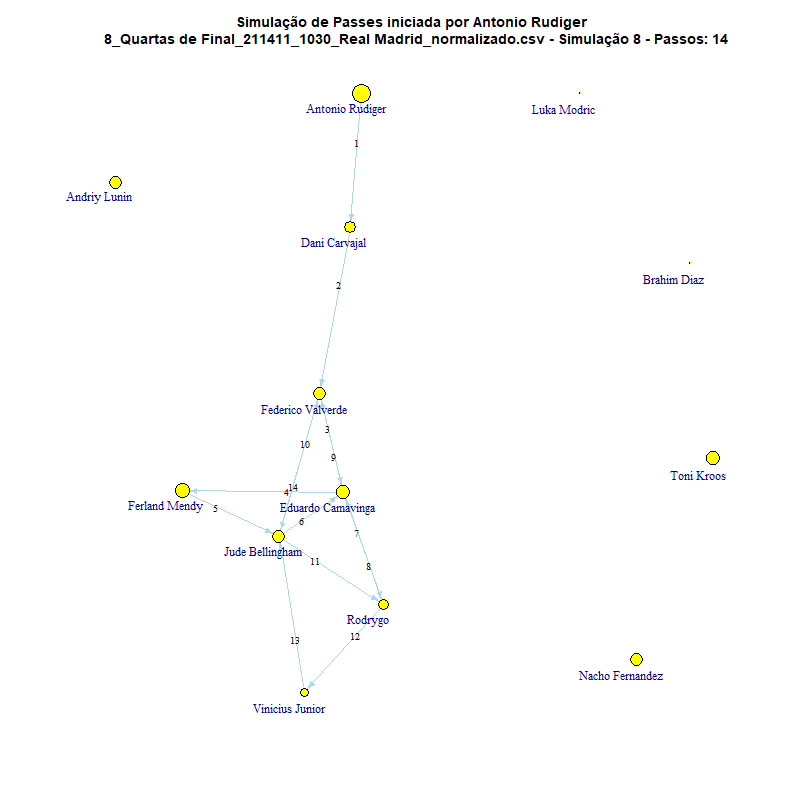 Simulação de Passes iniciada por Antonio Rudiger
8_Quartas de Final_211411_1030_Real Madrid_normalizado.csv - Simulação 8 - Passos: 14
Antonio Rudiger
Luka Modric
1
Andriy Lunin
Dani Carvajal
Brahim Diaz
2
Federico Valverde
3
10
9
Toni Kroos
14
4
Ferland Mendy
5
Eduardo Camavinga
6
7
Jude Bellingham
11
8
Rodrygo
12
13
Nacho Fernandez
Vinicius Junior